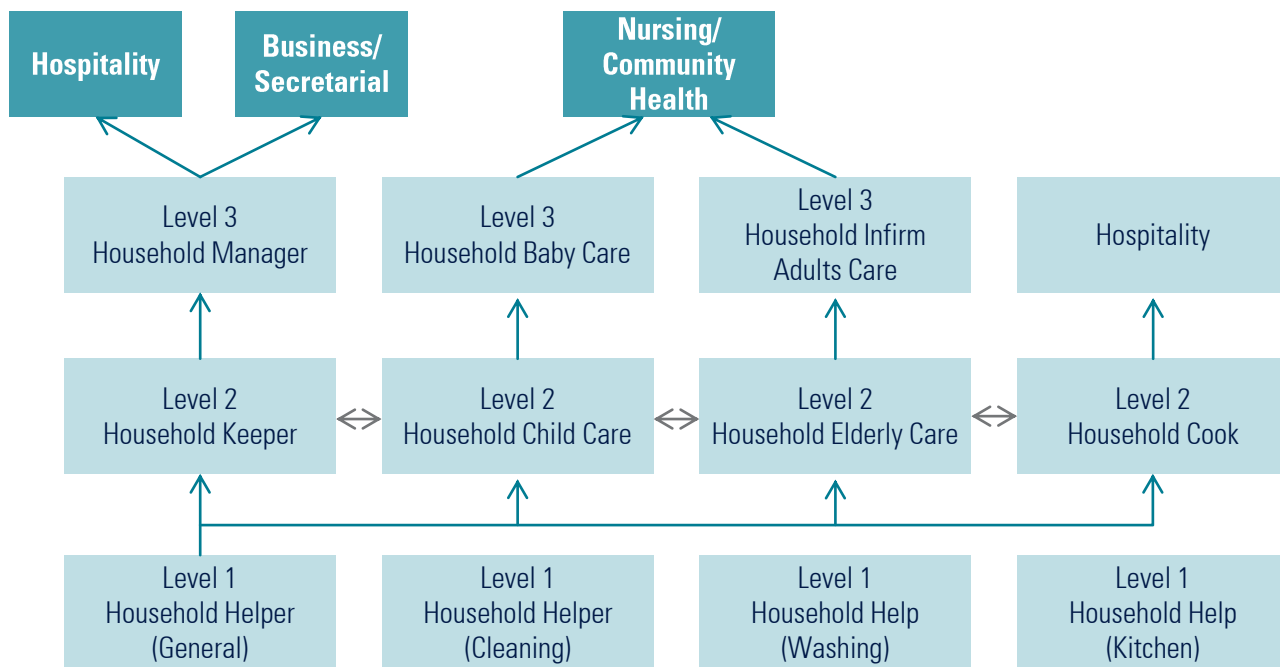 Hospitality
Business/
Secretarial
Nursing/
Community
Health
Level 3
Household Manager
Level 3
Household Baby Care
Level 3
Household Infirm
Adults Care
Hospitality
Level 2
Household Keeper
Level 2
Household Child Care
Level 2
Household Elderly Care
Level 2
Household Cook
Level 1
Household Helper
(General)
Level 1
Household Helper
(Cleaning)
Level 1
Household Help
(Washing)
Level 1
Household Help
(Kitchen)